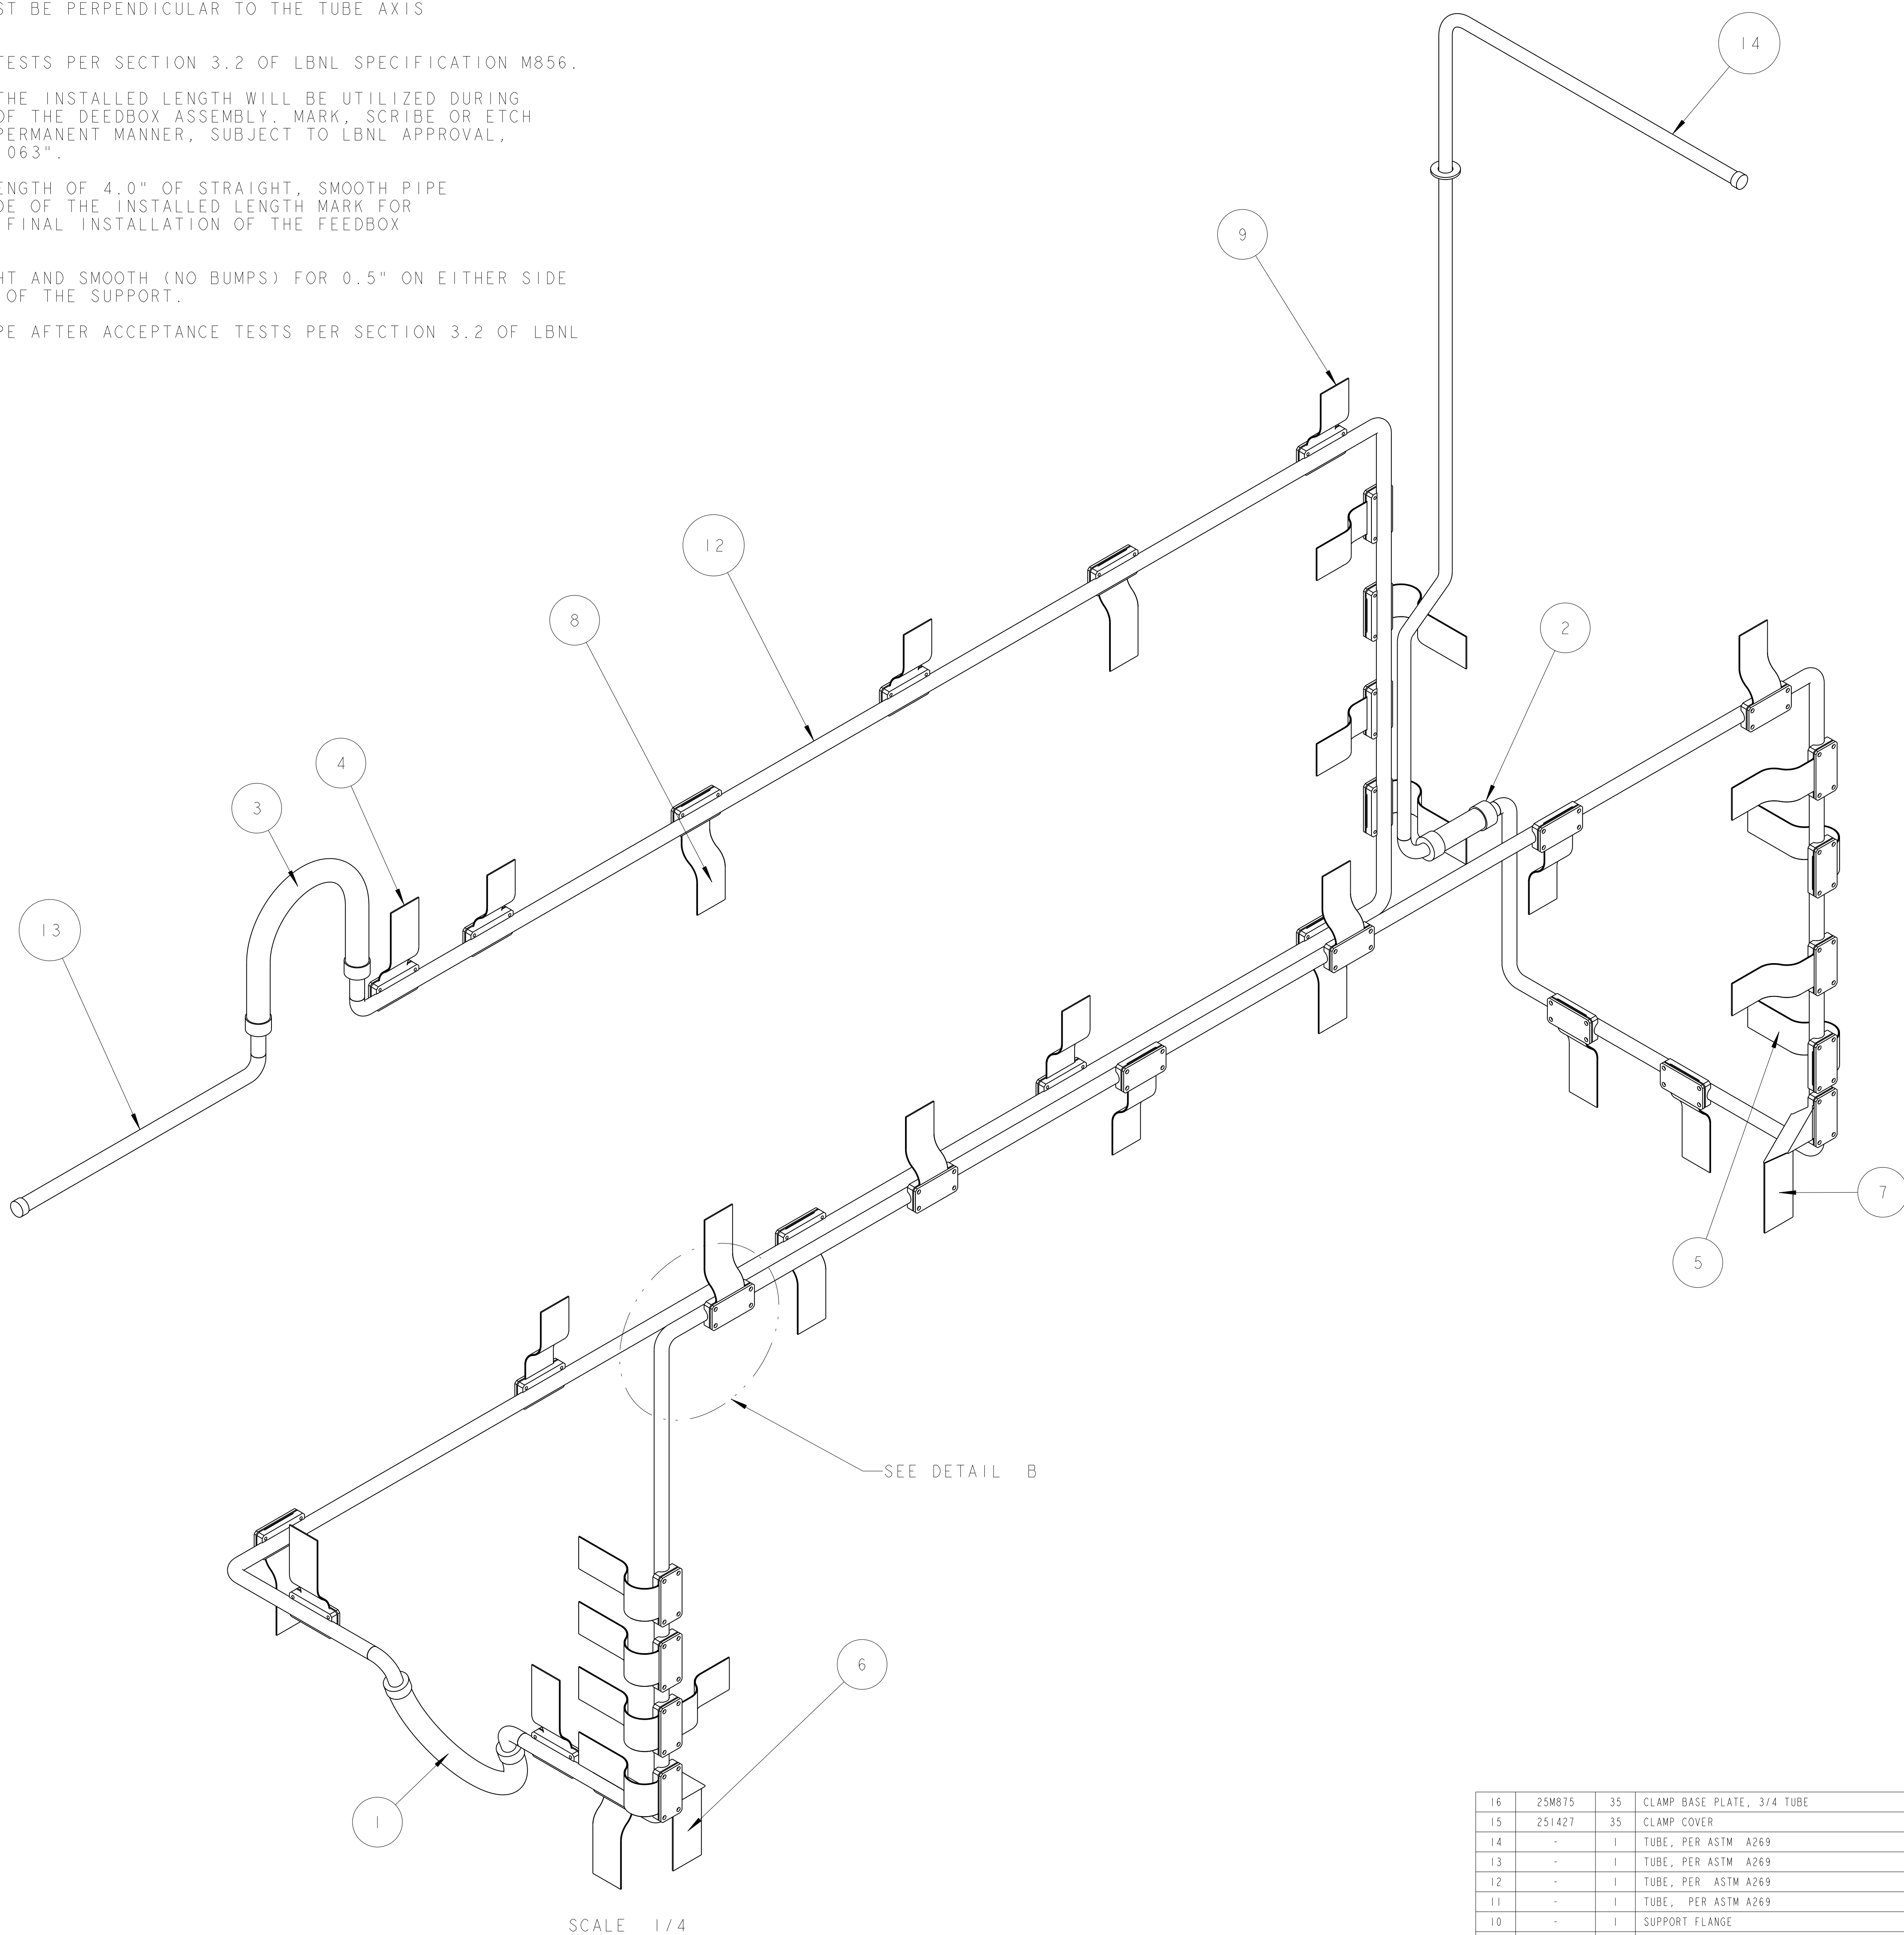 ST BE PERPENDICULAR TO THE TUBE AXIS
TESTS PER SECTION 3.2 OF LBNL SPECIFICATION M856.
THE INSTALLED LENGTH WILL BE UTILIZED DURING
OF THE DEEDBOX ASSEMBLY. MARK, SCRIBE OR ETCH
PERMANENT MANNER, SUBJECT TO LBNL APPROVAL,
063".
ENGTH OF 4.0" OF STRAIGHT, SMOOTH PIPE
DE OF THE INSTALLED LENGTH MARK FOR
FINAL INSTALLATION OF THE FEEDBOX
HT AND SMOOTH (NO BUMPS) FOR 0.5" ON EITHER SIDE
OF THE SUPPORT.
PE AFTER ACCEPTANCE TESTS PER SECTION 3.2 OF LBNL
14
9
12
8
2
4
3
13
7
5
SEE DETAIL B
6
1
SCALE 1/4
16 25M875 35 CLAMP BASE PLATE, 3/4 TUBE
15 251427 35 CLAMP COVER
14 - 1 TUBE, PER ASTM A269
13 - 1 TUBE, PER ASTM A269
12 - 1 TUBE, PER ASTM A269
11 - 1 TUBE, PER ASTM A269
10 - 1 SUPPORT FLANGE